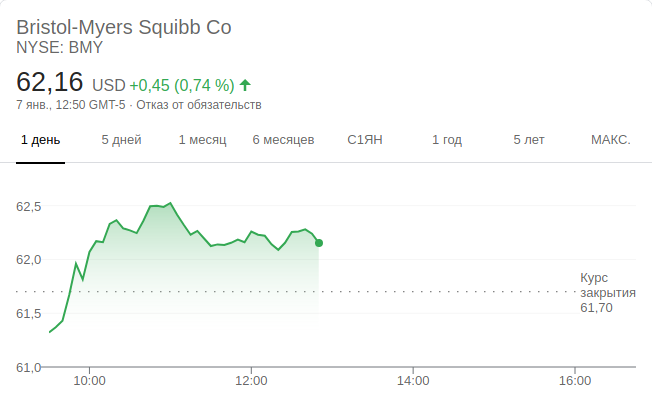 Bristol-Myers Squibb Co
NYSE: BMY
62,16 USD +0,45 (0,74 %)
7 янв., 12:50 GMT-5 · Отказ от обязательств
1 день 5 дней 1 месяц 6 месяцев С1ЯН 1 год 5 лет МАКС.
62,5
62,0
Курс
закрытия
61,70
61,5
61,0
10:00 12:00 14:00 16:00